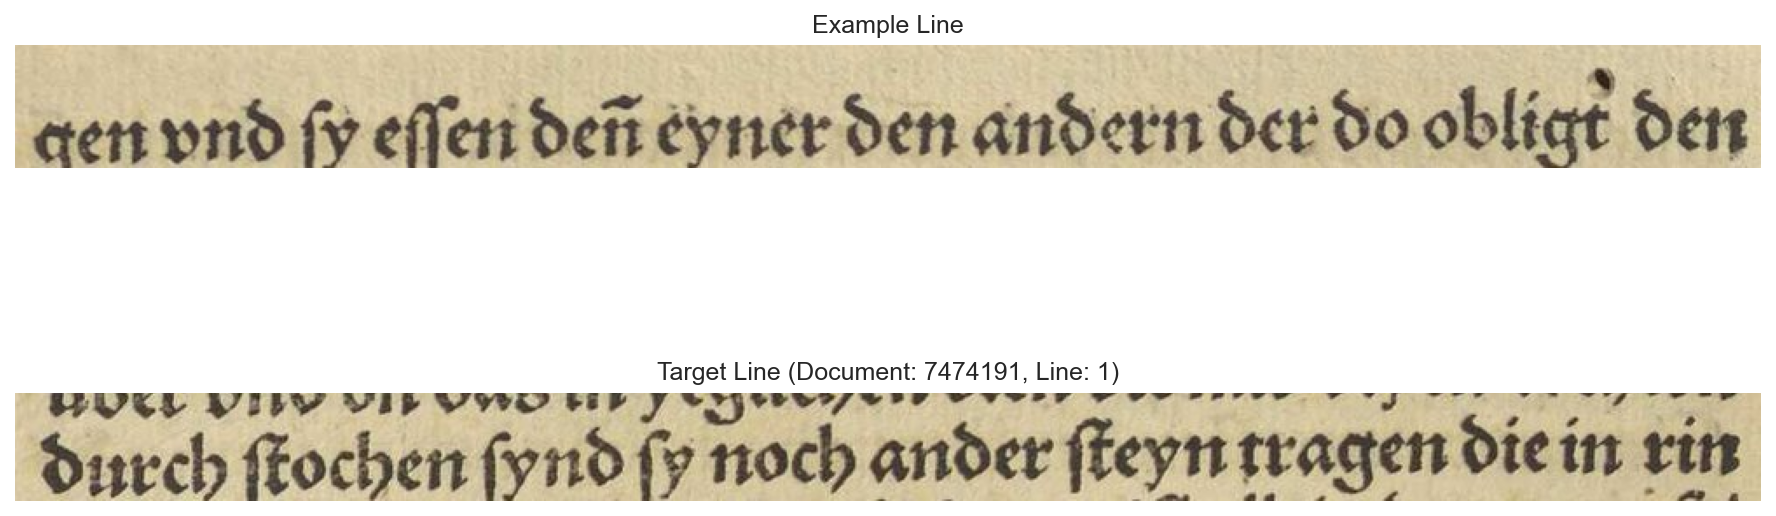 Example Line
gen vnd ſy eſſen deñ eyner den andern der do obligt den
Target Line (Document: 7474191, Line: 1)
durch ſtochen ſynd ſy noch ander ſteyn tragen die in rin